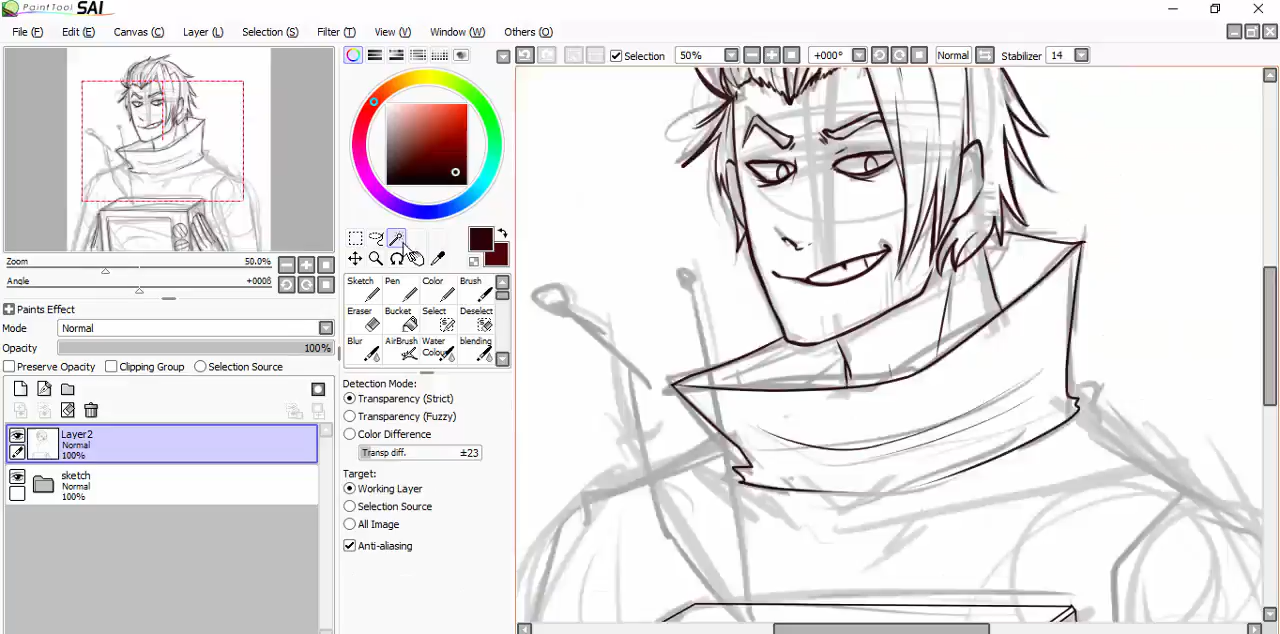 PaintTool SAI
File (F) Edit (E) Canvas (C) Layer (L) Selection (S) Filter (T) View (V) Window (W) Others (O)
Selection 50% +000° Normal Stabilizer 14
Zoom 50.0%
Angle +000§
Paints Effect
Mode Normal
Opacity 100%
Preserve Opacity Clipping Group Selection Source
Layer2
Normal
100%
sketch
Normal
100%
Sketch Pen Color Brush
Eraser Bucket Select Deselect
Blur AirBrush Water Colour blending
Detection Mode:
Transparency (Strict)
Transparency (Fuzzy)
Color Difference
Transp diff. ±23
Target:
Working Layer
Selection Source
All Image
Anti-aliasing